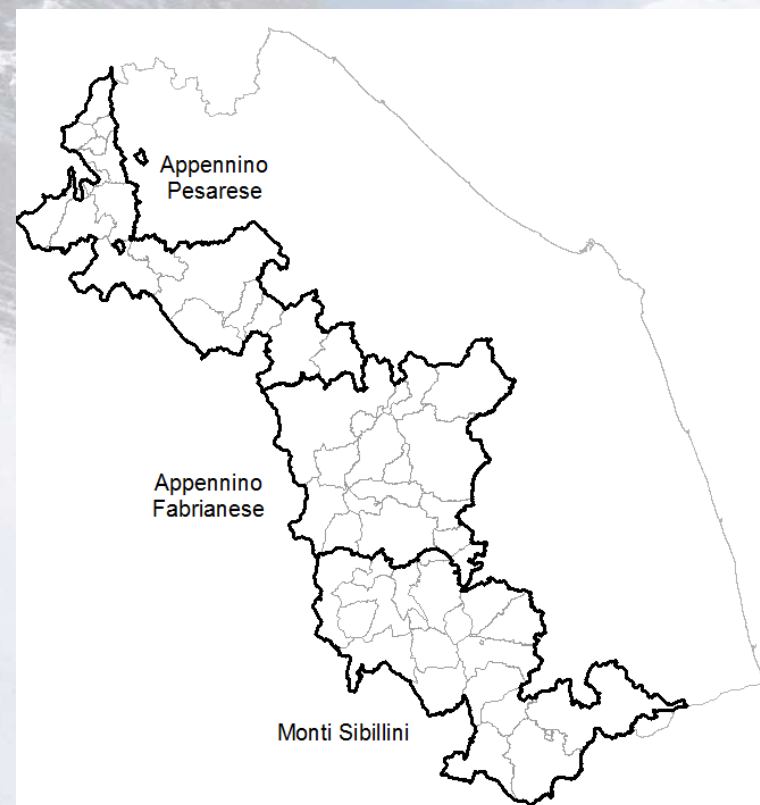 Appennino
Pesarese
Appennino
Fabrianese
Monti Sibillini